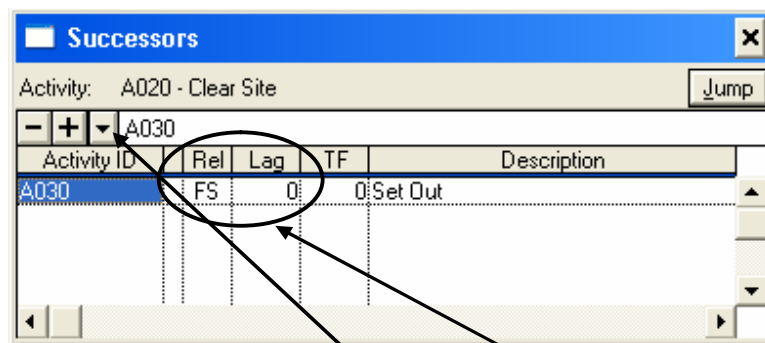 Successors
Activity: A020 - Clear Site Jump
A030
Activity ID Rel Lag TF Description
A030 FS 0 0 Set Out